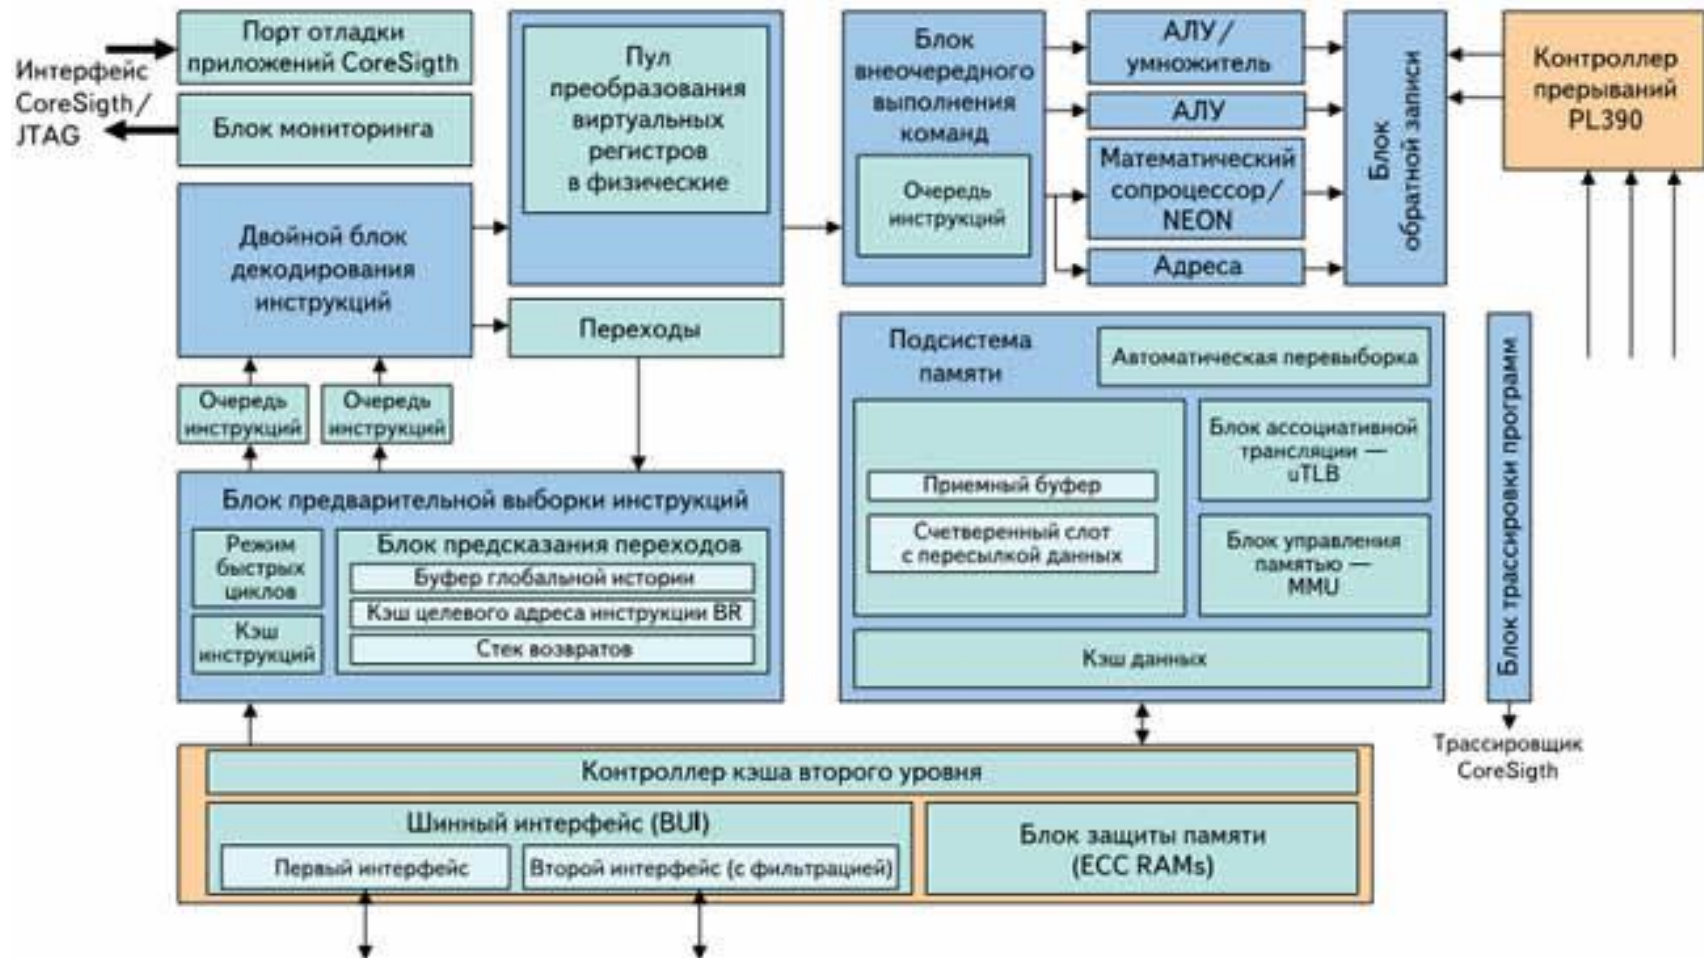 Интерфейс
CoreSigth/
JTAG
Порт отладки
приложений CoreSigth
Блок мониторинга
Двойной блок
декодирования
инструкций
Пул
преобразования
виртуальных
регистров
в физические
Переходы
Очередь
инструкций
Очередь
инструкций
Блок предварительной выборки инструкций
Режим
быстрых
циклов
Кэш
инструкций
Блок предсказания переходов
Буфер глобальной истории
Кэш целевого адреса инструкции BR
Стек возвратов
Блок
внеочередного
выполнения
команд
Очередь
инструкций
АЛУ/
умножитель
АЛУ
Математический
сопроцессор/
NEON
Адреса
Блок
обратной записи
Контроллер
прерываний
PL390
Подсистема
памяти
Автоматическая перевыборка
Приемный буфер
Счетверенный слот
с пересылкой данных
Блок ассоциативной
трансляции —
uTLB
Блок управления
памятью —
MMU
Кэш данных
Блок трассировки программ
Трассировщик
CoreSigth
Контроллер кэша второго уровня
Шинный интерфейс (BUI)
Первый интерфейс
Второй интерфейс (с фильтрацией)
Блок защиты памяти
(ECC RAMs)